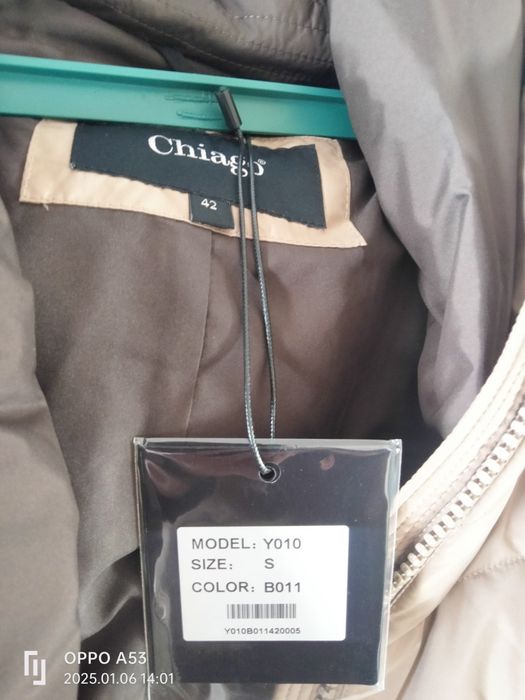 Chiago®
42
MODEL: Y010
SIZE: S
COLOR: B011
Y010B011420005
OPPO A53
2025.01.06 14:01